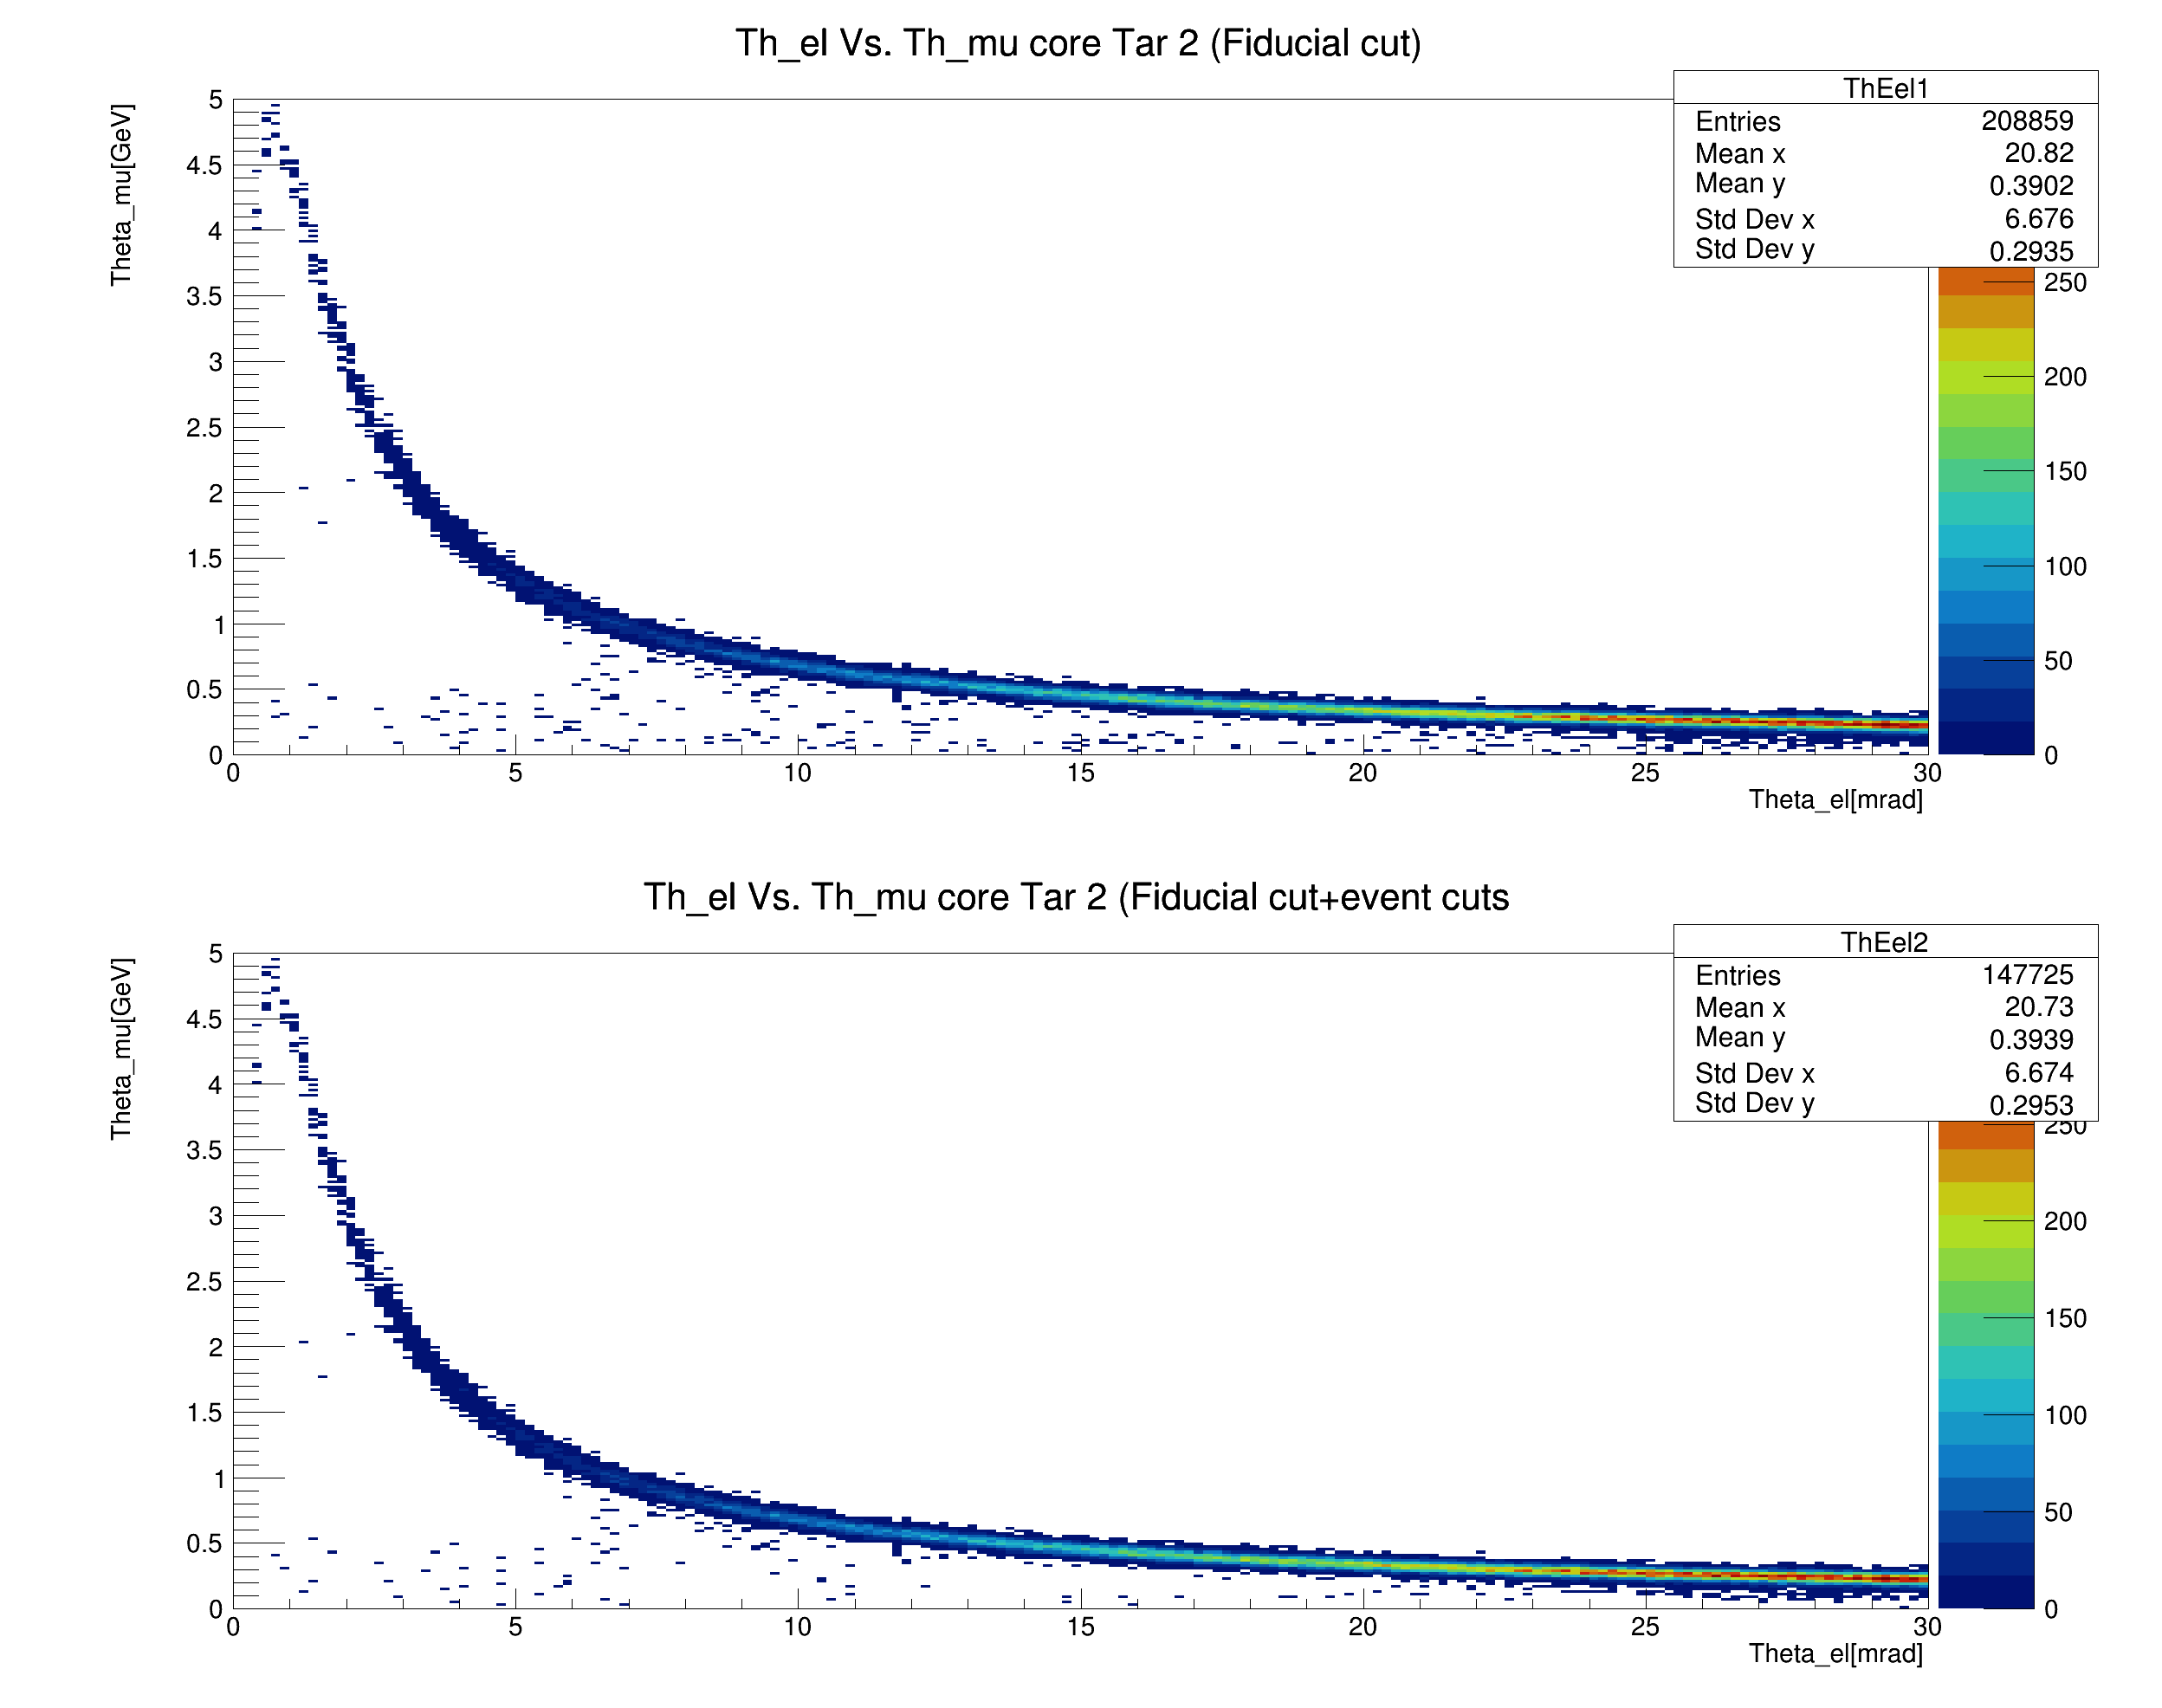 Th_el Vs. Th_mu core Tar 2 (Fiducial cut)
ThEel1
Entries 208859
Mean x 20.82
Mean y 0.3902
Std Dev x 6.676
Std Dev y 0.2935
Theta_mu[GeV]
5
4.5
4
3.5
3
2.5
2
1.5
1
0.5
0
0 5 10 15 20 25 30
Theta_el[mrad]
250
200
150
100
50
0
Th_el Vs. Th_mu core Tar 2 (Fiducial cut+event cuts
ThEel2
Entries 147725
Mean x 20.73
Mean y 0.3939
Std Dev x 6.674
Std Dev y 0.2953
Theta_mu[GeV]
5
4.5
4
3.5
3
2.5
2
1.5
1
0.5
0
0 5 10 15 20 25 30
Theta_el[mrad]
250
200
150
100
50
0